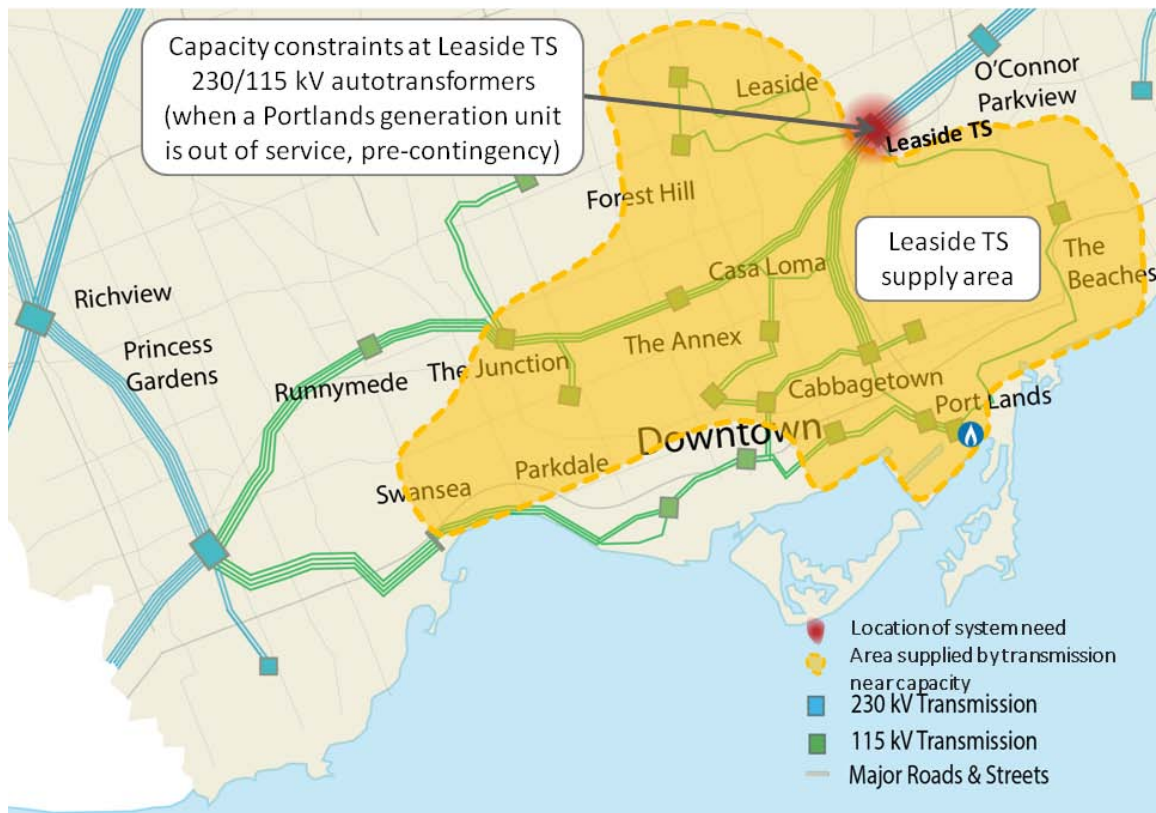 Capacity constraints at Leaside TS
230/115 kV autotransformers
(when a Portlands generation unit
is out of service, pre-contingency)
Leaside
O'Connor
Parkview
Leaside TS
Forest Hill
Leaside TS
supply area
The
Beaches
Casa Loma
Richview
Princess
Gardens
The Annex
The Junction
Runnymede
Cabbagetown
Port Lands
Downtown
Parkdale
Swansea
Location of system need
Area supplied by transmission
near capacity
230 kV Transmission
115 kV Transmission
Major Roads & Streets